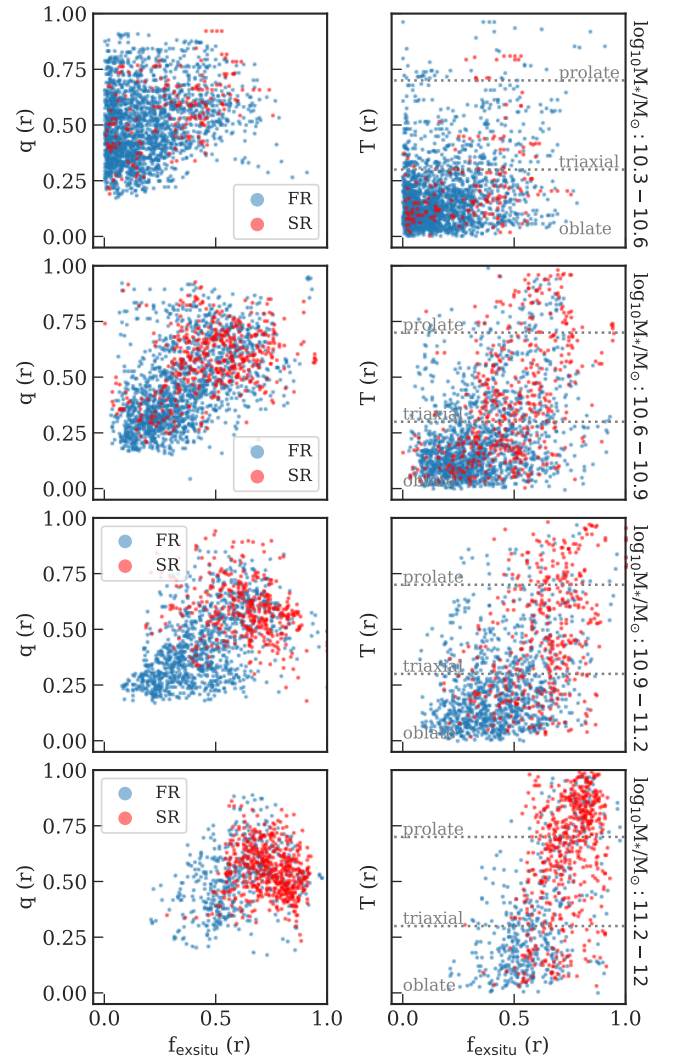 1.00
0.75
0.50
0.25
0.00
q (r)
FR
SR
T (r)
prolate
triaxial
oblate
log₁₀M*/M⊙: 10.3 − 10.6
1.00
0.75
0.50
0.25
0.00
q (r)
FR
SR
T (r)
prolate
triaxial
oblate
log₁₀M*/M⊙: 10.6 − 10.9
1.00
0.75
0.50
0.25
0.00
q (r)
FR
SR
T (r)
prolate
triaxial
oblate
log₁₀M*/M⊙: 10.9 − 11.2
1.00
0.75
0.50
0.25
0.00
q (r)
FR
SR
T (r)
prolate
triaxial
oblate
log₁₀M*/M⊙: 11.2 − 12
0.0 0.5 1.0
f_exsitu (r)
0.0 0.5 1.0
f_exsitu (r)